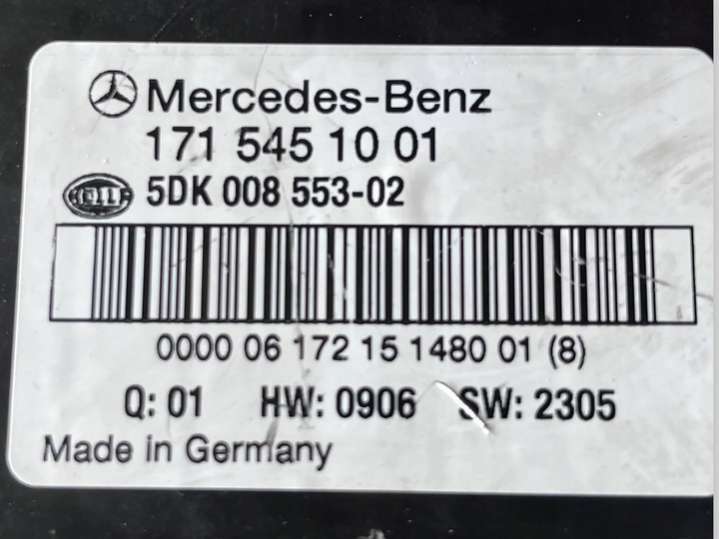 Mercedes-Benz
171 545 10 01
HELLA 5DK 008 553-02
0000 06 172 15 1480 01 (8)
Q: 01 HW: 0906 SW: 2305
Made in Germany